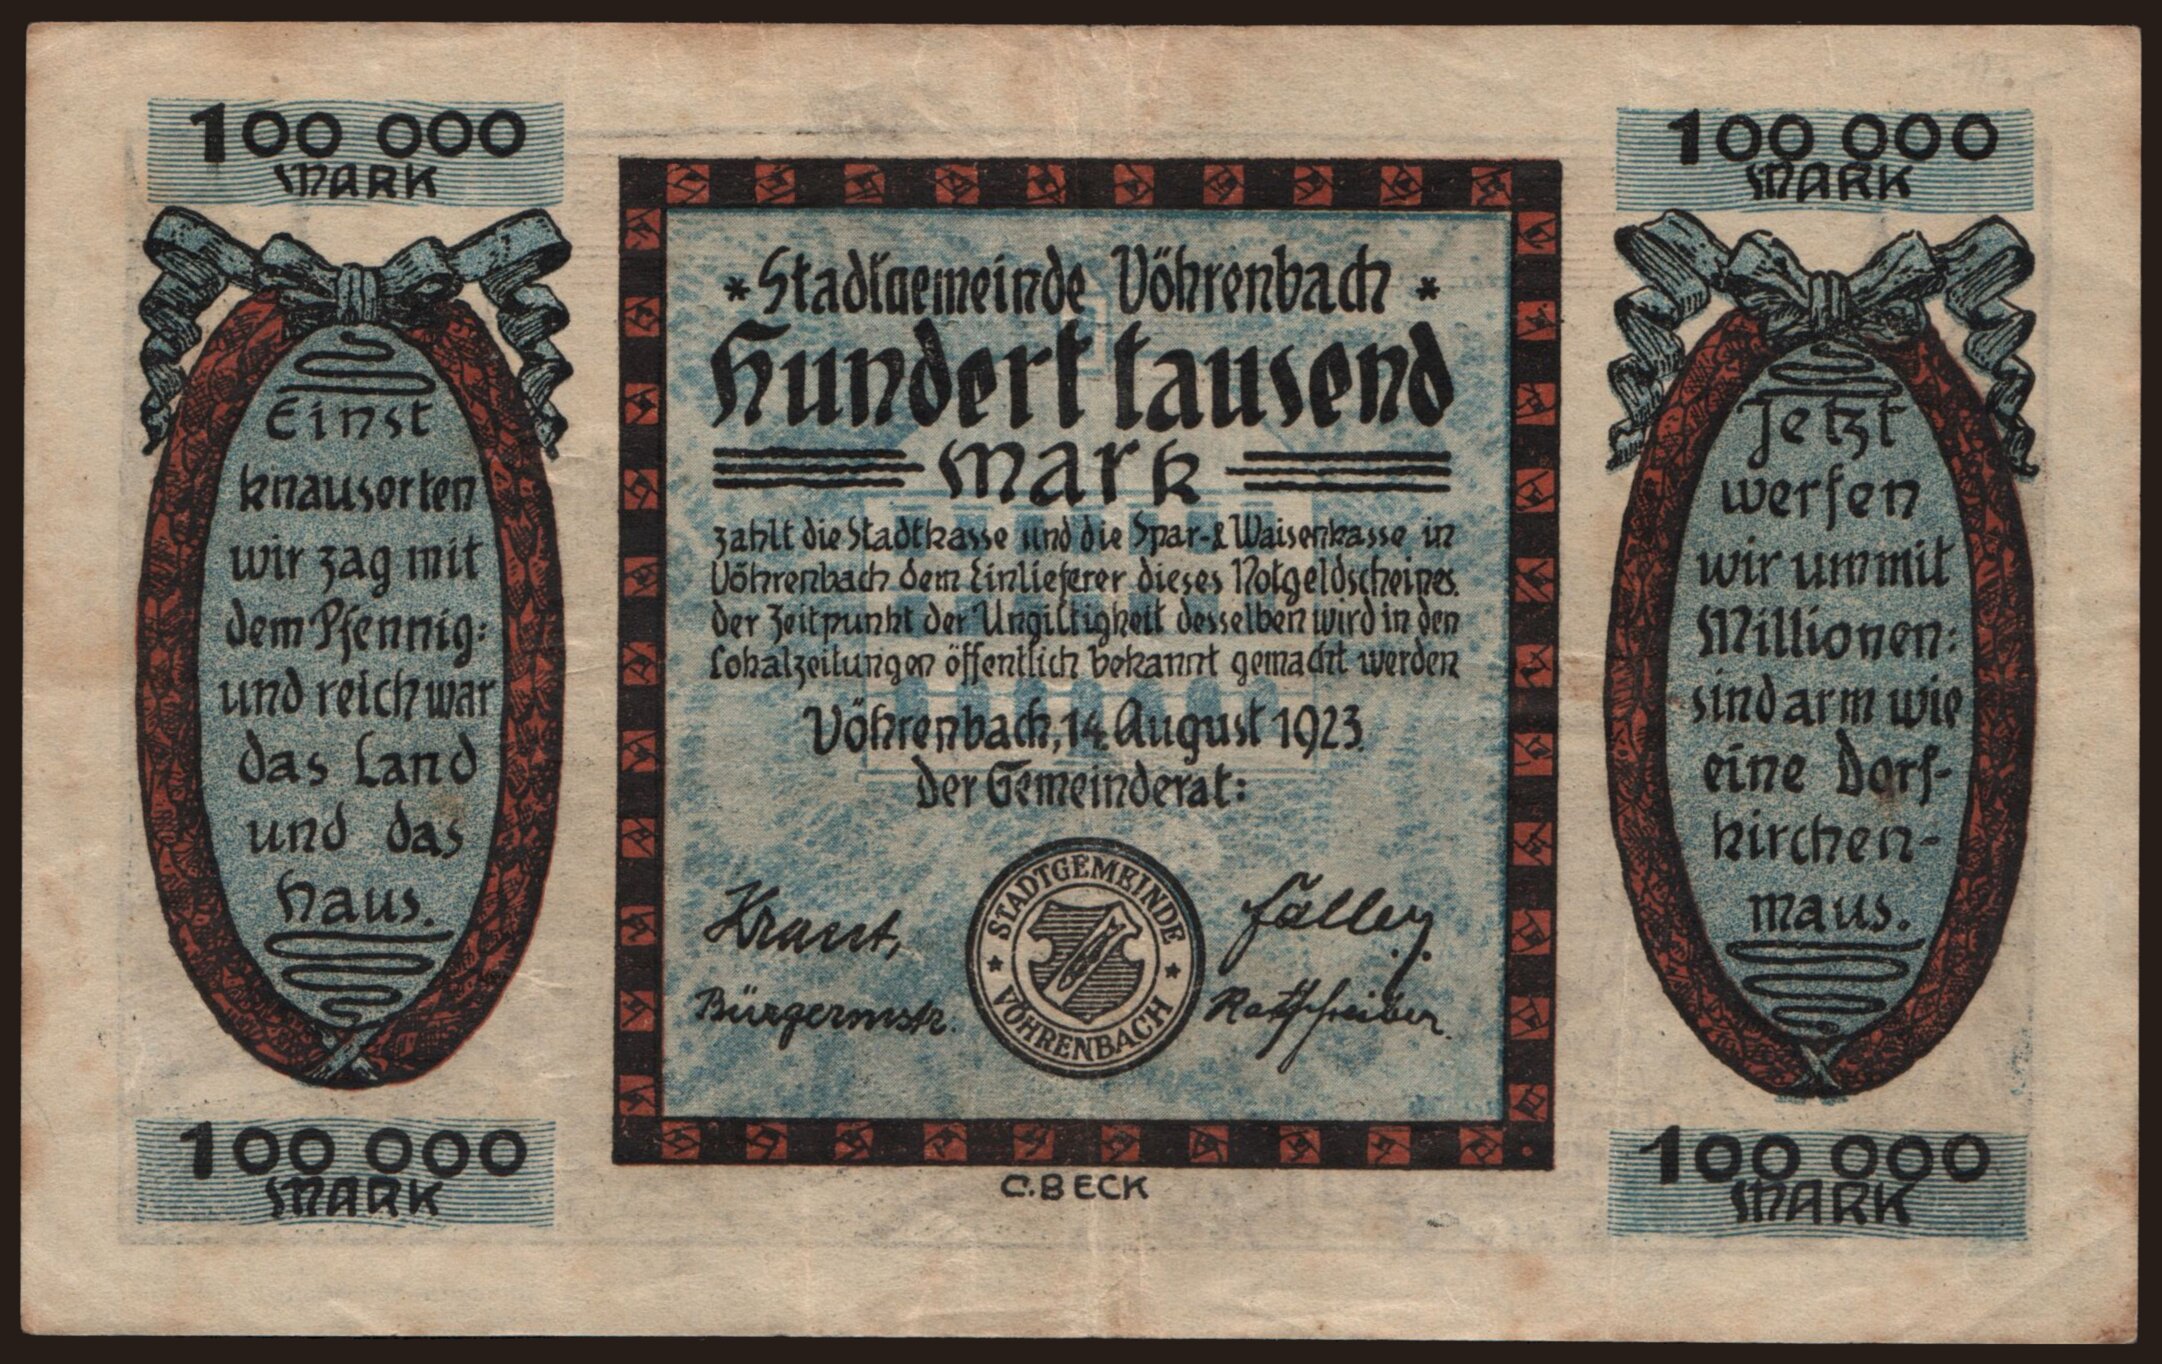 100 000
MARK
Einst
knauserten
wir zag mit
dem Pfennig:
und reich war
das Land
und das
Haus.
100 000
MARK
* Stadtgemeinde Vöhrenbach *
Hundert tausend
Mark
zahlt die Stadtkasse und die Spar-& Waisenkasse in
Vöhrenbach dem Einlieferer dieses Notgeldscheines.
Der Zeitpunkt der Ungiltigkeit desselben wird in den
Lokalzeitungen öffentlich bekannt gemacht werden
Vöhrenbach, 14. August 1923.
Der Gemeinderat:
Kraut,
Bürgermstr.
STADTGEMEINDE
* *
VÖHRENBACH
Ratschreiber.
C. BECK
100 000
MARK
Jetzt
werfen
wir um mit
Millionen:
sind arm wie
eine Dorf-
kirchen-
maus.
100 000
MARK